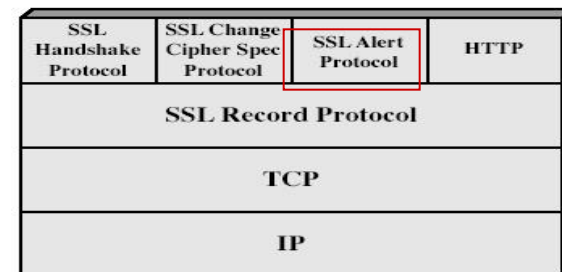 SSL
Handshake
Protocol
SSL Change
Cipher Spec
Protocol
SSL Alert
Protocol
HTTP
SSL Record Protocol
TCP
IP